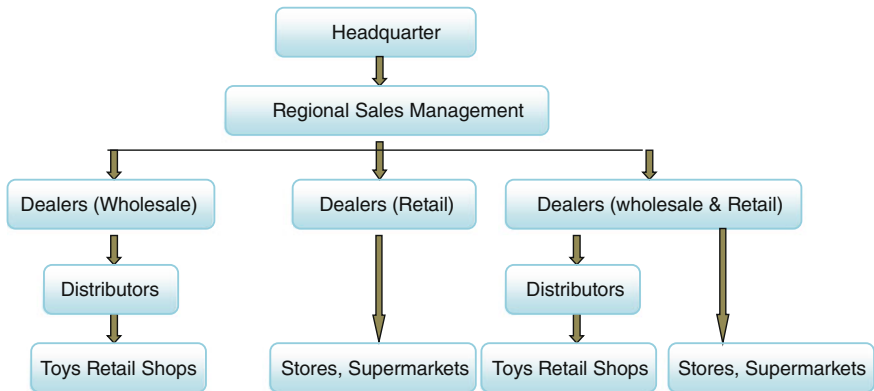 Headquarter
Regional Sales Management
Dealers (Wholesale)
Dealers (Retail)
Dealers (wholesale & Retail)
Distributors
Distributors
Toys Retail Shops
Stores, Supermarkets
Toys Retail Shops
Stores, Supermarkets